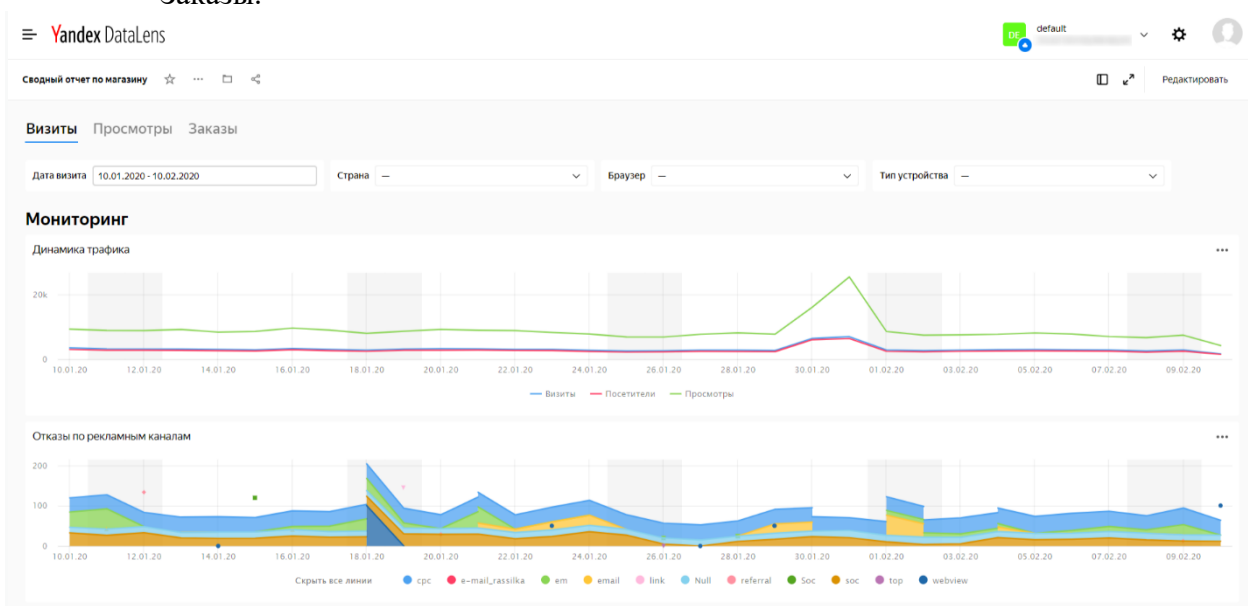 Заказы.
Yandex DataLens
DE default
Сводный отчет по магазину
Редактировать
Визиты Просмотры Заказы
Дата визита 10.01.2020 - 10.02.2020 Страна — Браузер — Тип устройства —
Мониторинг
Динамика трафика
20k
0
10.01.20 12.01.20 14.01.20 16.01.20 18.01.20 20.01.20 22.01.20 24.01.20 26.01.20 28.01.20 30.01.20 01.02.20 03.02.20 05.02.20 07.02.20 09.02.20
Визиты Посетители Просмотры
Отказы по рекламным каналам
200
100
0
10.01.20 12.01.20 14.01.20 16.01.20 18.01.20 20.01.20 22.01.20 24.01.20 26.01.20 28.01.20 30.01.20 01.02.20 03.02.20 05.02.20 07.02.20 09.02.20
Скрыть все линии cpc e-mail_rassilka em email link Null referral Soc soc top webview